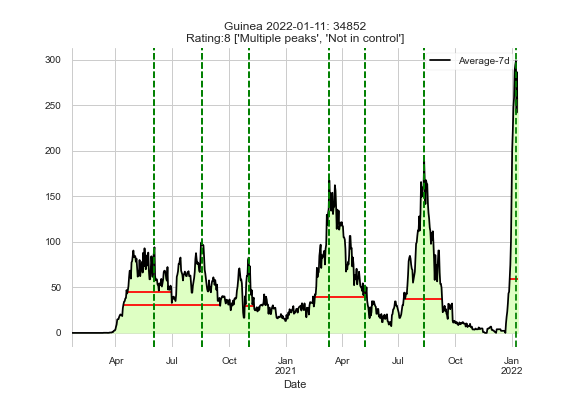 Guinea 2022-01-11: 34852
Rating:8 ['Multiple peaks', 'Not in control']
Average-7d
300
250
200
150
100
50
0
Apr Jul Oct Jan Apr Jul Oct Jan
2021 2022
Date